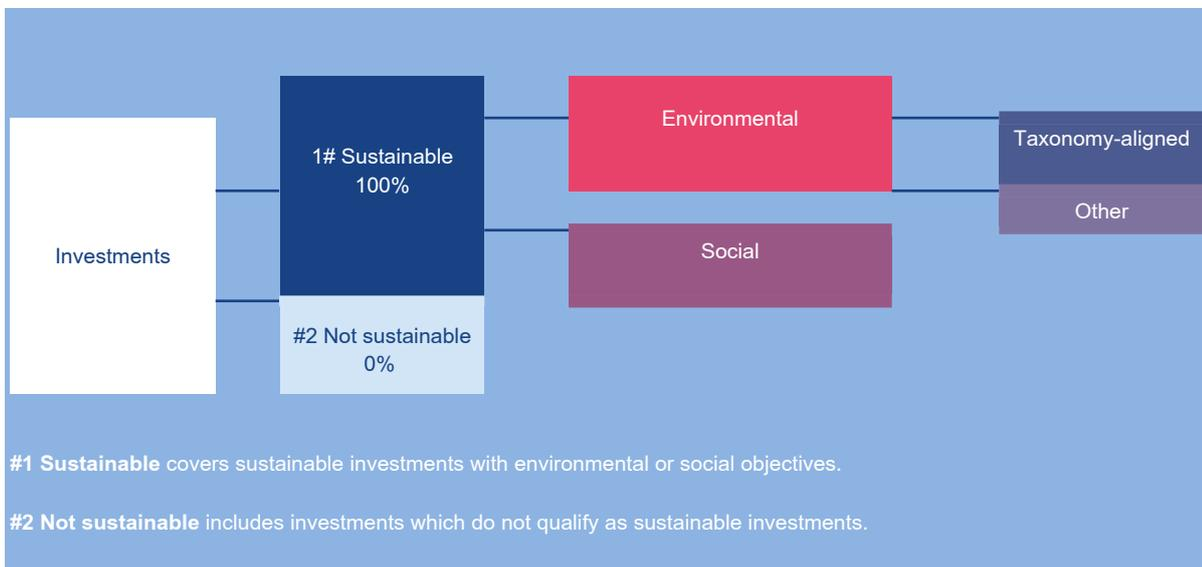 Investments
1# Sustainable
100%
#2 Not sustainable
0%
Environmental
Social
Taxonomy-aligned
Other
#1 Sustainable covers sustainable investments with environmental or social objectives.
#2 Not sustainable includes investments which do not qualify as sustainable investments.